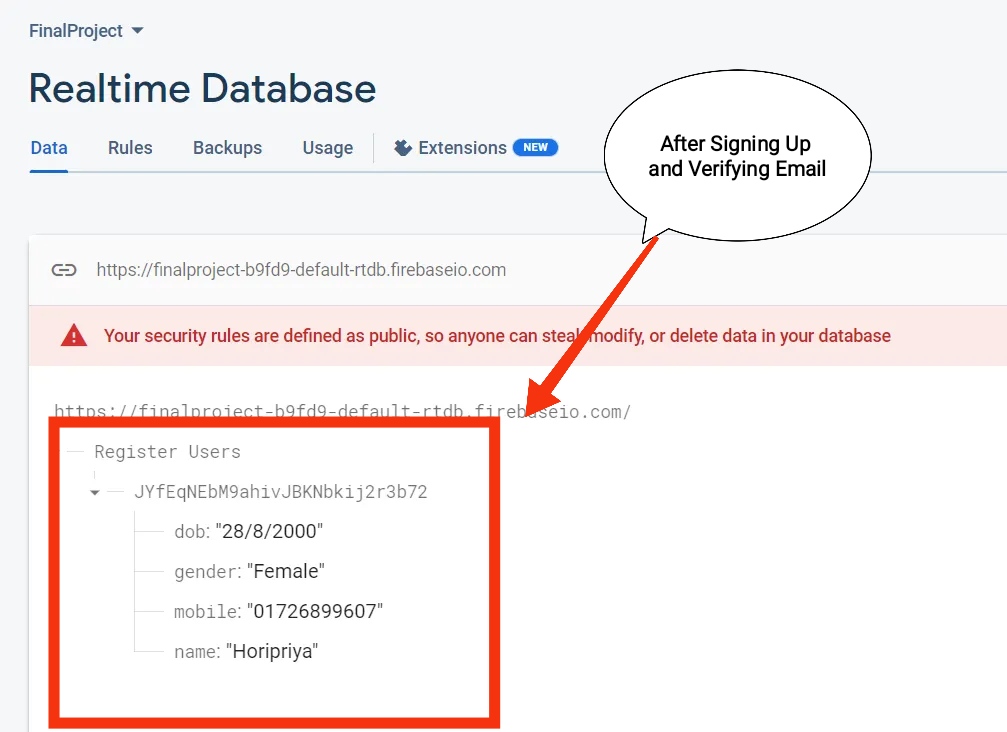 FinalProject
Realtime Database
Data Rules Backups Usage Extensions NEW
After Signing Up
and Verifying Email
https://finalproject-b9fd9-default-rtdb.firebaseio.com
Your security rules are defined as public, so anyone can steal, modify, or delete data in your database
https://finalproject-b9fd9-default-rtdb.firebaseio.com/
Register Users
JYfEqNEbM9ahivJBKNbkij2r3b72
dob: "28/8/2000"
gender: "Female"
mobile: "01726899607"
name: "Horipriya"